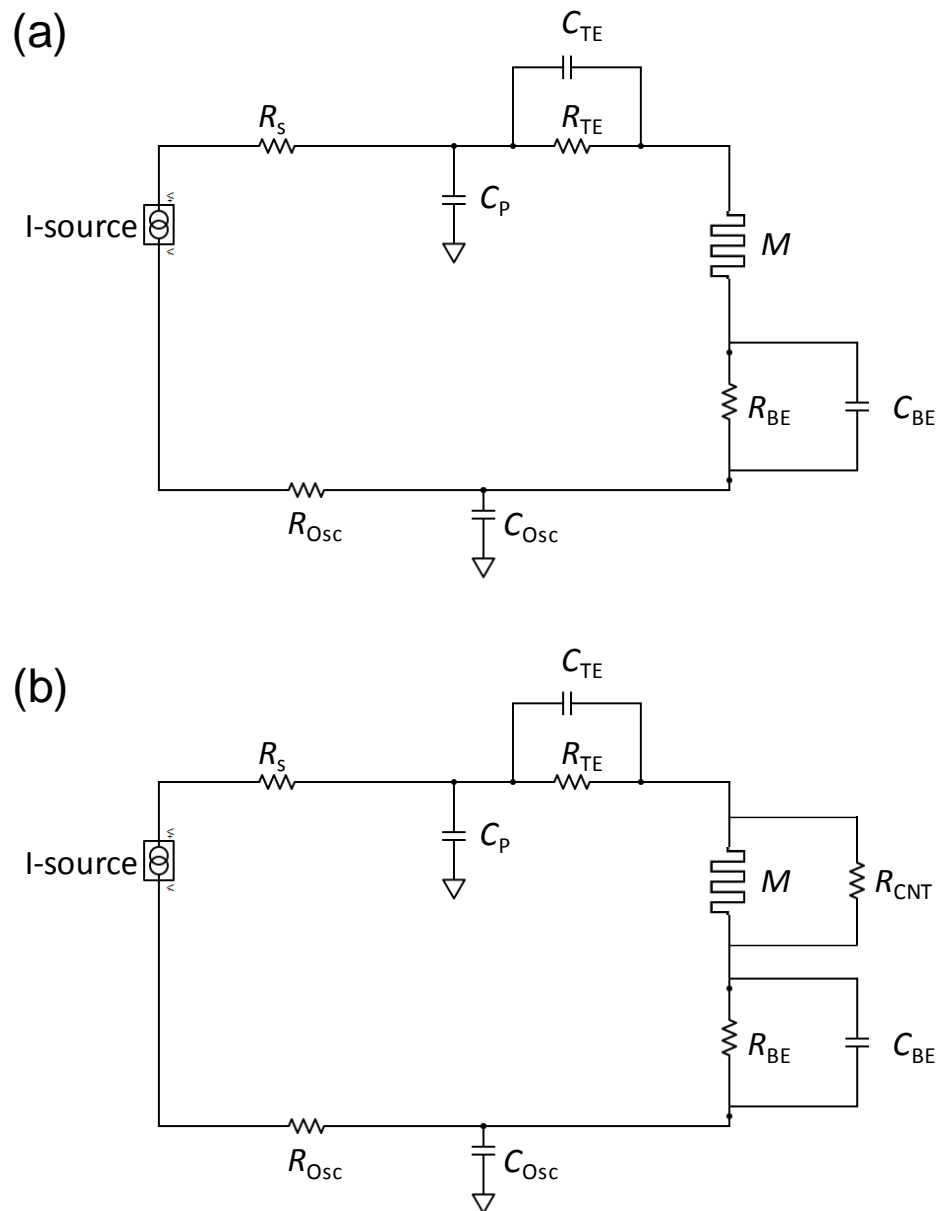 (a)
C_TE
R_s
R_TE
C_P
I-source
M
R_BE
C_BE
R_Osc
C_Osc
(b)
C_TE
R_s
R_TE
C_P
I-source
M
R_CNT
R_BE
C_BE
R_Osc
C_Osc